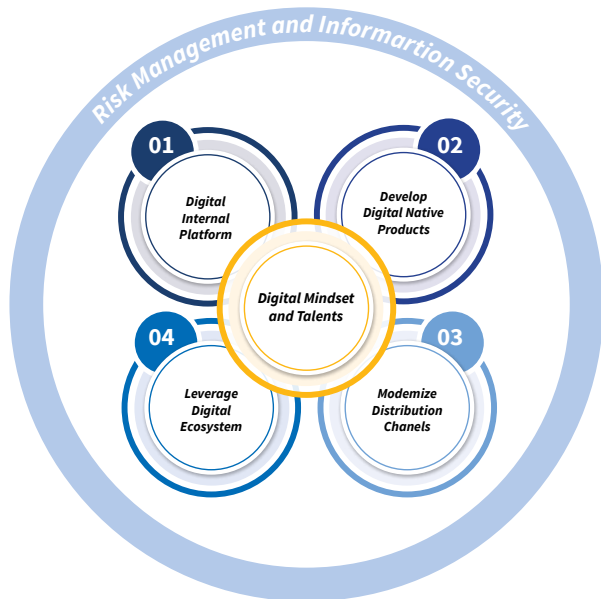 Risk Management and Informartion Security
01
Digital
Internal
Platform
02
Develop
Digital Native
Products
Digital Mindset
and Talents
04
Leverage
Digital
Ecosystem
03
Modemize
Distribution
Chanels